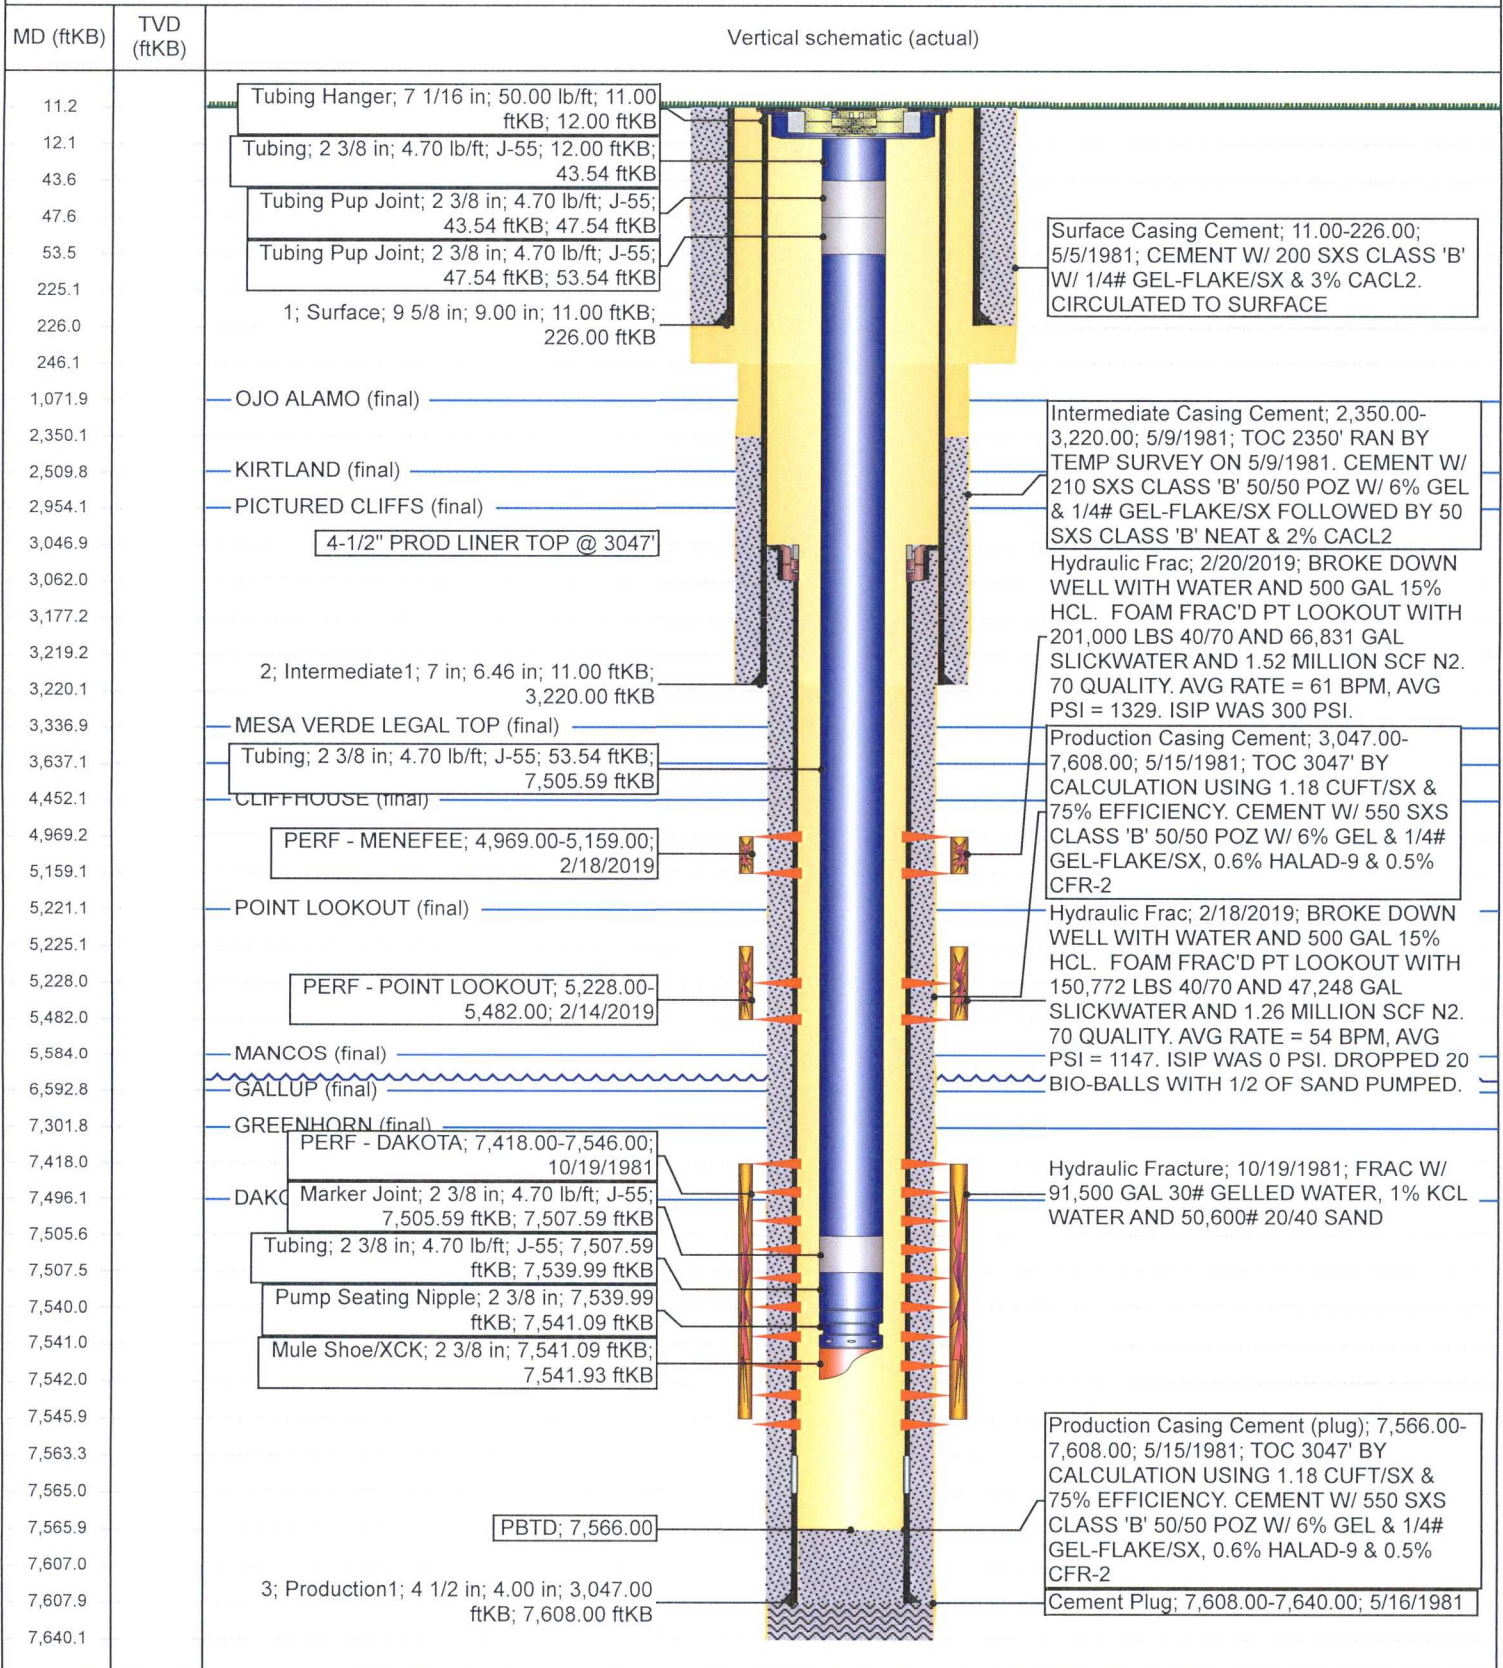 MD (ftKB)
TVD
(ftKB)
Vertical schematic (actual)
11.2
12.1
43.6
47.6
53.5
225.1
226.0
246.1
1,071.9
2,350.1
2,509.8
2,954.1
3,046.9
3,062.0
3,177.2
3,219.2
3,220.1
3,336.9
3,637.1
4,452.1
4,969.2
5,159.1
5,221.1
5,225.1
5,228.0
5,482.0
5,584.0
6,592.8
7,301.8
7,418.0
7,496.1
7,505.6
7,507.5
7,540.0
7,541.0
7,542.0
7,545.9
7,563.3
7,565.0
7,565.9
7,607.0
7,607.9
7,640.1
Tubing Hanger; 7 1/16 in; 50.00 lb/ft; 11.00
ftKB; 12.00 ftKB
Tubing; 2 3/8 in; 4.70 lb/ft; J-55; 12.00 ftKB;
43.54 ftKB
Tubing Pup Joint; 2 3/8 in; 4.70 lb/ft; J-55;
43.54 ftKB; 47.54 ftKB
Tubing Pup Joint; 2 3/8 in; 4.70 lb/ft; J-55;
47.54 ftKB; 53.54 ftKB
1; Surface; 9 5/8 in; 9.00 in; 11.00 ftKB;
226.00 ftKB
OJO ALAMO (final)
KIRTLAND (final)
PICTURED CLIFFS (final)
4-1/2" PROD LINER TOP @ 3047'
2; Intermediate1; 7 in; 6.46 in; 11.00 ftKB;
3,220.00 ftKB
MESA VERDE LEGAL TOP (final)
Tubing; 2 3/8 in; 4.70 lb/ft; J-55; 53.54 ftKB;
7,505.59 ftKB
CLIFFHOUSE (final)
PERF - MENEFEE; 4,969.00-5,159.00;
2/18/2019
POINT LOOKOUT (final)
PERF - POINT LOOKOUT; 5,228.00-
5,482.00; 2/14/2019
MANCOS (final)
GALLUP (final)
GREENHORN (final)
PERF - DAKOTA; 7,418.00-7,546.00;
10/19/1981
DAKO
Marker Joint; 2 3/8 in; 4.70 lb/ft; J-55;
7,505.59 ftKB; 7,507.59 ftKB
Tubing; 2 3/8 in; 4.70 lb/ft; J-55; 7,507.59
ftKB; 7,539.99 ftKB
Pump Seating Nipple; 2 3/8 in; 7,539.99
ftKB; 7,541.09 ftKB
Mule Shoe/XCK; 2 3/8 in; 7,541.09 ftKB;
7,541.93 ftKB
PBTD; 7,566.00
3; Production1; 4 1/2 in; 4.00 in; 3,047.00
ftKB; 7,608.00 ftKB
Surface Casing Cement; 11.00-226.00;
5/5/1981; CEMENT W/ 200 SXS CLASS 'B'
W/ 1/4# GEL-FLAKE/SX & 3% CACL2.
CIRCULATED TO SURFACE
Intermediate Casing Cement; 2,350.00-
3,220.00; 5/9/1981; TOC 2350' RAN BY
TEMP SURVEY ON 5/9/1981. CEMENT W/
210 SXS CLASS 'B' 50/50 POZ W/ 6% GEL
& 1/4# GEL-FLAKE/SX FOLLOWED BY 50
SXS CLASS 'B' NEAT & 2% CACL2
Hydraulic Frac; 2/20/2019; BROKE DOWN
WELL WITH WATER AND 500 GAL 15%
HCL.  FOAM FRAC'D PT LOOKOUT WITH
201,000 LBS 40/70 AND 66,831 GAL
SLICKWATER AND 1.52 MILLION SCF N2.
70 QUALITY. AVG RATE = 61 BPM, AVG
PSI = 1329. ISIP WAS 300 PSI.
Production Casing Cement; 3,047.00-
7,608.00; 5/15/1981; TOC 3047' BY
CALCULATION USING 1.18 CUFT/SX &
75% EFFICIENCY. CEMENT W/ 550 SXS
CLASS 'B' 50/50 POZ W/ 6% GEL & 1/4#
GEL-FLAKE/SX, 0.6% HALAD-9 & 0.5%
CFR-2
Hydraulic Frac; 2/18/2019; BROKE DOWN
WELL WITH WATER AND 500 GAL 15%
HCL.  FOAM FRAC'D PT LOOKOUT WITH
150,772 LBS 40/70 AND 47,248 GAL
SLICKWATER AND 1.26 MILLION SCF N2.
70 QUALITY. AVG RATE = 54 BPM, AVG
PSI = 1147. ISIP WAS 0 PSI. DROPPED 20
BIO-BALLS WITH 1/2 OF SAND PUMPED.
Hydraulic Fracture; 10/19/1981; FRAC W/
91,500 GAL 30# GELLED WATER, 1% KCL
WATER AND 50,600# 20/40 SAND
Production Casing Cement (plug); 7,566.00-
7,608.00; 5/15/1981; TOC 3047' BY
CALCULATION USING 1.18 CUFT/SX &
75% EFFICIENCY. CEMENT W/ 550 SXS
CLASS 'B' 50/50 POZ W/ 6% GEL & 1/4#
GEL-FLAKE/SX, 0.6% HALAD-9 & 0.5%
CFR-2
Cement Plug; 7,608.00-7,640.00; 5/16/1981